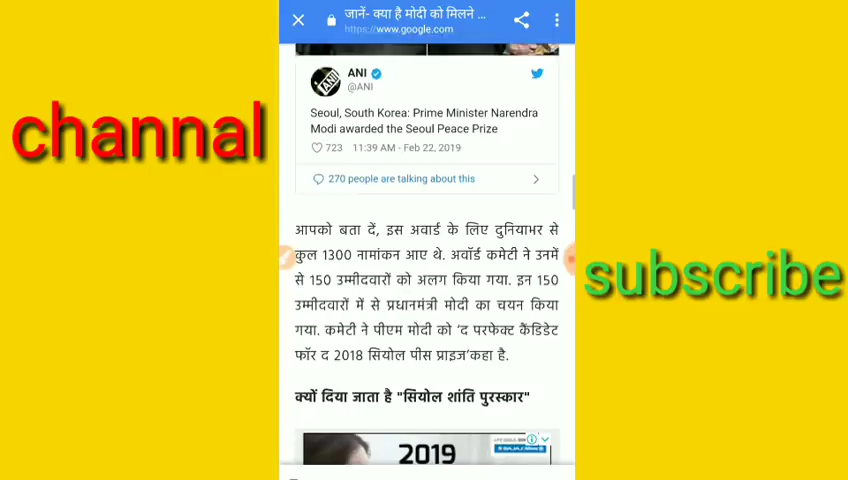 जानें- क्या है मोदी को मिलने ...
https://www.google.com
channal
ANI
@ANI
Seoul, South Korea: Prime Minister Narendra
Modi awarded the Seoul Peace Prize
723 11:39 AM - Feb 22, 2019
270 people are talking about this
आपको बता दें, इस अवार्ड के लिए दुनियाभर से
कुल 1300 नामांकन आए थे. अवॉर्ड कमेटी ने उनमें
से 150 उम्मीदवारों को अलग किया गया. इन 150
उम्मीदवारों में से प्रधानमंत्री मोदी का चयन किया
गया. कमेटी ने पीएम मोदी को 'द परफेक्ट कैंडिडेट
फॉर द 2018 सियोल पीस प्राइज'कहा है.
subscribe
क्यों दिया जाता है "सियोल शांति पुरस्कार"
2019